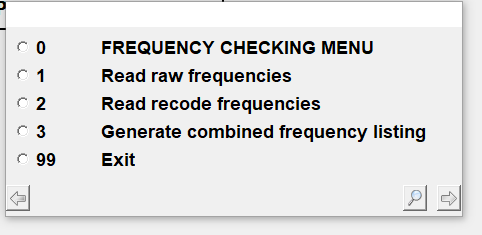 0 FREQUENCY CHECKING MENU
1 Read raw frequencies
2 Read recode frequencies
3 Generate combined frequency listing
99 Exit